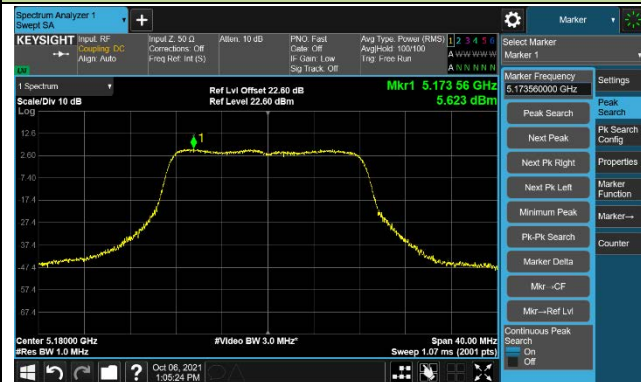 Spectrum Analyzer 1
Swept SA
+
Marker
KEYSIGHT
Input: RF
Coupling: DC
Align: Auto
Input Z: 50 Ω
Corrections: Off
Freq Ref: Int (S)
Atten: 10 dB
PNO: Fast
Gate: Off
IF Gain: Low
Sig Track: Off
Avg Type: Power (RMS)
Avg|Hold: 100/100
Trig: Free Run
1 2 3 4 5 6
A W W W W W
A N N N N N
Select Marker
Marker 1
LXI
1 Spectrum
Scale/Div 10 dB
Log
Ref Lvl Offset 22.60 dB
Ref Level 22.60 dBm
Mkr1 5.173 56 GHz
5.623 dBm
1
12.6
2.60
-7.40
-17.4
-27.4
-37.4
-47.4
-57.4
-67.4
Center 5.18000 GHz
#Res BW 1.0 MHz
#Video BW 3.0 MHz*
Span 40.00 MHz
Sweep 1.07 ms (2001 pts)
Marker Frequency
5.173560000 GHz
Peak Search
Next Peak
Next Pk Right
Next Pk Left
Minimum Peak
Pk-Pk Search
Marker Delta
Mkr→CF
Mkr→Ref Lvl
Continuous Peak
Search
On
Off
Settings
Peak
Search
Pk Search
Config
Properties
Marker
Function
Marker→
Counter
?
Oct 06, 2021
1:05:24 PM